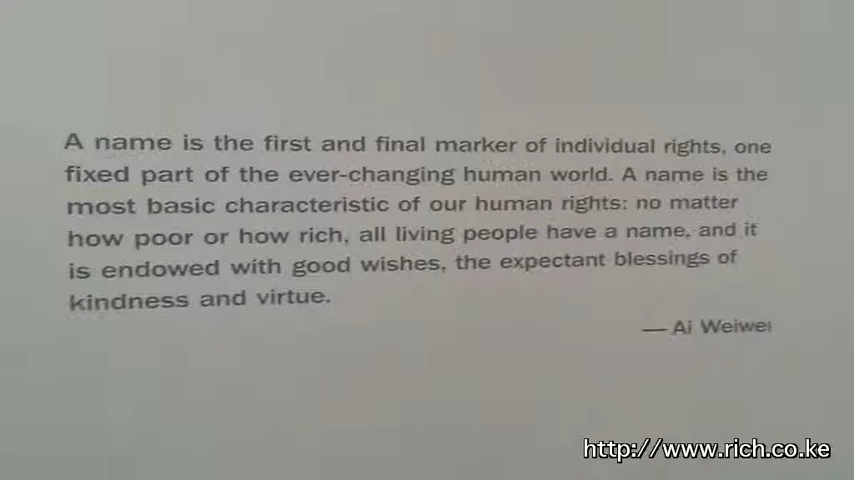 A name is the first and final marker of individual rights, one
fixed part of the ever-changing human world. A name is the
most basic characteristic of our human rights: no matter
how poor or how rich, all living people have a name, and it
is endowed with good wishes, the expectant blessings of
kindness and virtue.
— Ai Weiwei
http://www.rich.co.ke